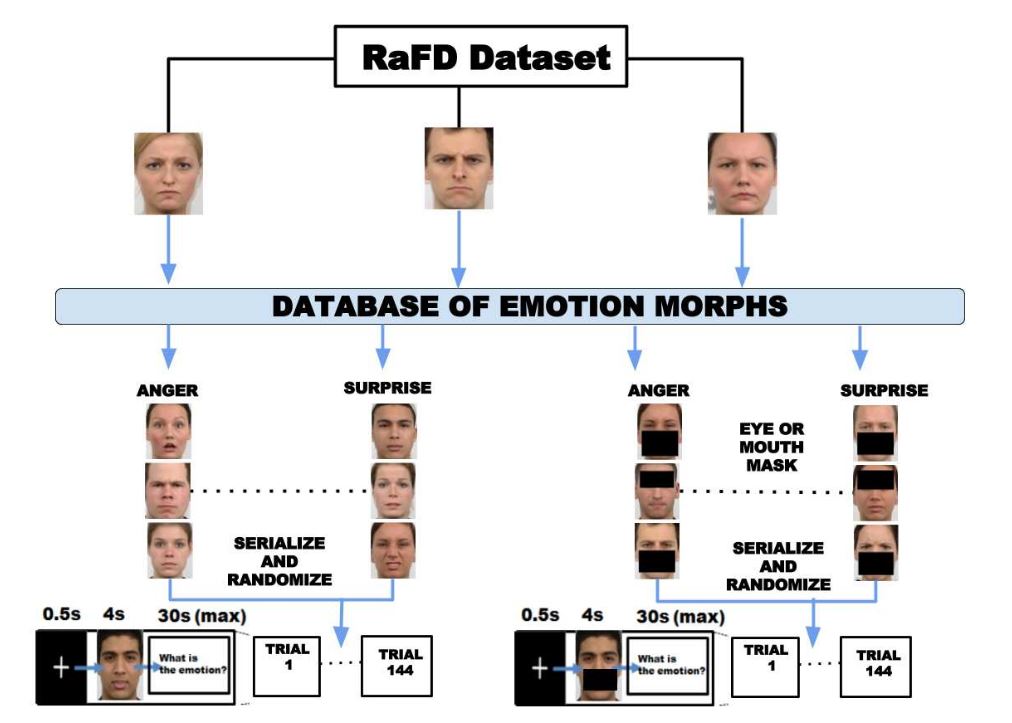 RaFD Dataset
DATABASE OF EMOTION MORPHS
ANGER
SURPRISE
SERIALIZE
AND
RANDOMIZE
0.5s
4s
30s (max)
What is
the emotion?
TRIAL
1
TRIAL
144
ANGER
SURPRISE
EYE OR
MOUTH
MASK
SERIALIZE
AND
RANDOMIZE
0.5s
4s
30s (max)
What is
the emotion?
TRIAL
1
TRIAL
144